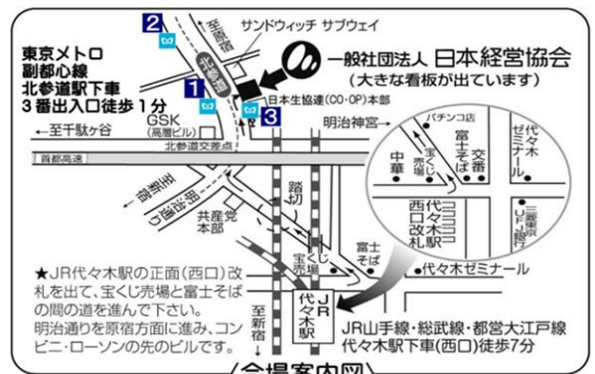 2
至原宿
サンドウィッチ サブウェイ
東京メトロ
副都心線
北参道駅下車
3番出入口徒歩1分
北参道
一般社団法人 日本経営協会
(大きな看板が出ています)
1
日本生協連(CO・OP)本部
3
GSK
(高層ビル)
←至千駄ヶ谷
明治神宮→
北参道交差点
首都高速
パチンコ店
富士そば
交番
代々木ゼミナール
宝くじ売場
中華
代々木駅
西口改札
三菱東京
UFJ銀行
至新宿
明治通り
共産党
本部
踏切
宝くじ
売場
富士
そば
代々木ゼミナール
★JR代々木駅の正面(西口)改
札を出て、宝くじ売場と富士そば
の間の道を進んで下さい。
明治通りを原宿方面に進み、コン
ビニ・ローソンの先のビルです。
至新宿
↓
JR
代々木駅
JR山手線・総武線・都営大江戸線
代々木駅下車(西口)徒歩7分
〈会場案内図〉